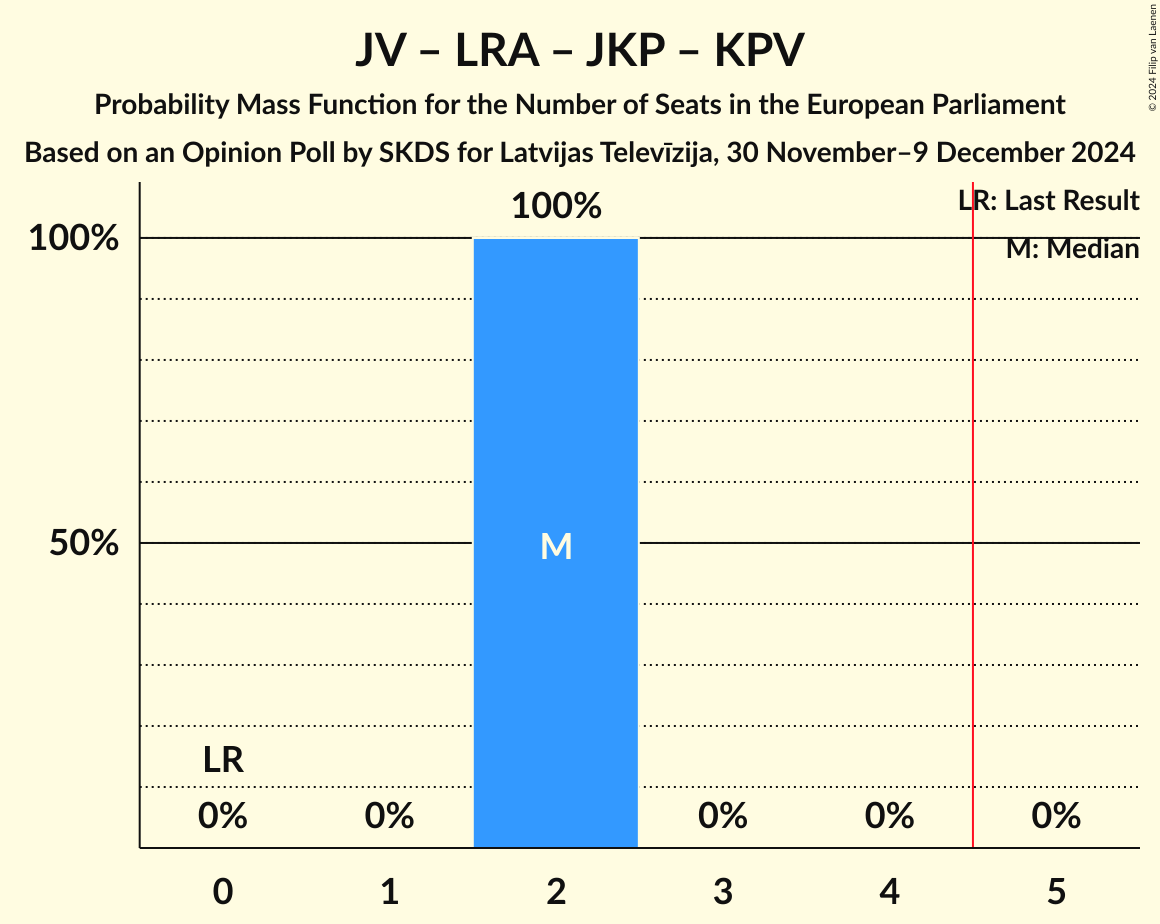 JV – LRA – JKP – KPV
Probability Mass Function for the Number of Seats in the European Parliament
Based on an Opinion Poll by SKDS for Latvijas Televīzija, 30 November–9 December 2024
© 2024 Filip van Laenen
LR: Last Result
M: Median
100%
100%
50%
M
LR
0%
0%
0%
0%
0%
0
1
2
3
4
5